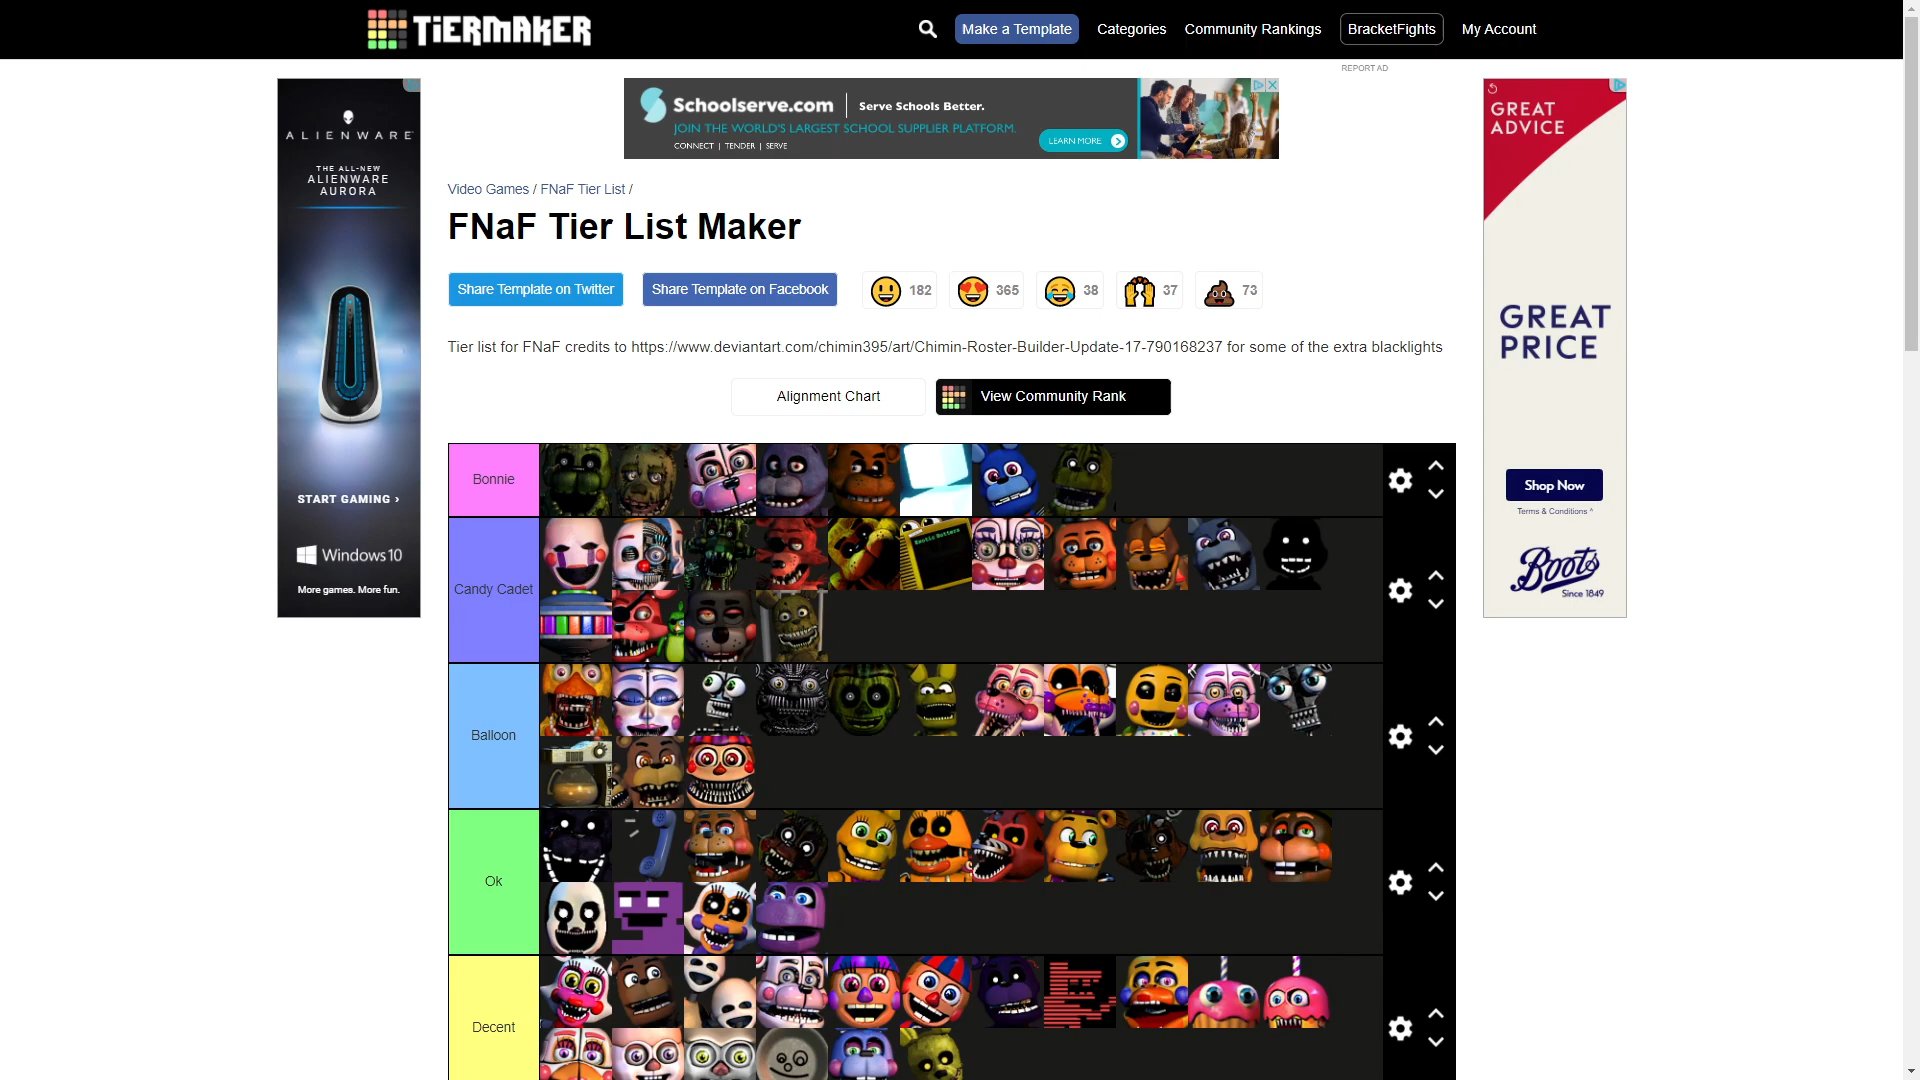 TiERMAKER
Make a Template
Categories
Community Rankings
BracketFights
My Account
REPORT AD
ALIENWARE
THE ALL-NEW
ALIENWARE
AURORA
START GAMING ›
Windows10
More games. More fun.
Schoolserve.com
Serve Schools Better.
JOIN THE WORLD'S LARGEST SCHOOL SUPPLIER PLATFORM.
CONNECT | TENDER | SERVE
LEARN MORE
GREAT
ADVICE
GREAT
PRICE
Shop Now
Terms & Conditions ^
Boots
Since 1849
Video Games / FNaF Tier List /
FNaF Tier List Maker
Share Template on Twitter
Share Template on Facebook
182
365
38
37
73
Tier list for FNaF credits to https://www.deviantart.com/chimin395/art/Chimin-Roster-Builder-Update-17-790168237 for some of the extra blacklights
Alignment Chart
View Community Rank
Bonnie
Candy Cadet
Exotic Butters
Balloon
Ok
Decent